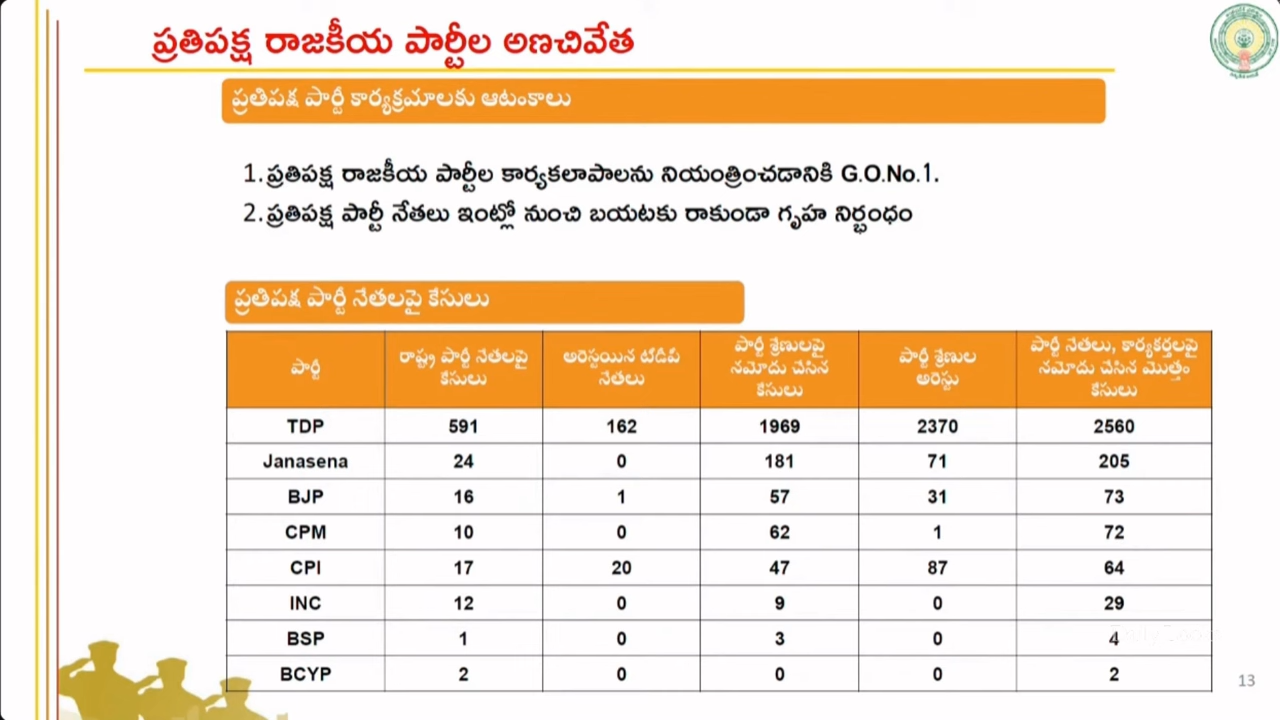 ప్రతిపక్ష రాజకీయ పార్టీల అణచివేత
ప్రతిపక్ష పార్టీ కార్యక్రమాలకు ఆటంకాలు
1. ప్రతిపక్ష రాజకీయ పార్టీల కార్యకలాపాలను నియంత్రించడానికి G.O.No.1.
2. ప్రతిపక్ష పార్టీ నేతలు ఇంట్లో నుంచి బయటకు రాకుండా గృహ నిర్భంధం
ప్రతిపక్ష పార్టీ నేతలపై కేసులు
పార్టీ
రాష్ట్ర పార్టీ నేతలపై
కేసులు
అరెస్టయిన టీడీపీ
నేతలు
పార్టీ శ్రేణులపై
నమోదు చేసిన
కేసులు
పార్టీ శ్రేణుల
అరెస్టు
పార్టీ నేతలు, కార్యకర్తలపై
నమోదు చేసిన మొత్తం
కేసులు
TDP 591 162 1969 2370 2560
Janasena 24 0 181 71 205
BJP 16 1 57 31 73
CPM 10 0 62 1 72
CPI 17 20 47 87 64
INC 12 0 9 0 29
BSP 1 0 3 0 4
BCYP 2 0 0 0 2
13